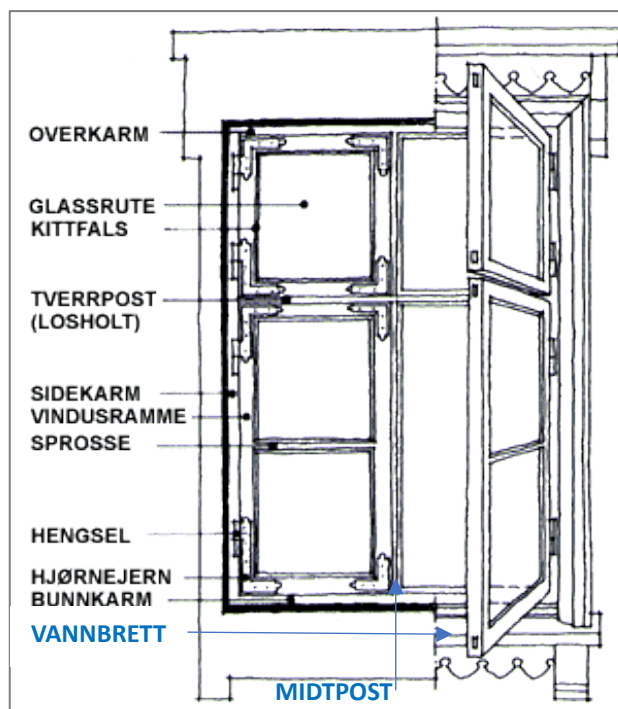 OVERKARM
GLASSRUTE
KITTFALS
TVERRPOST
(LOSHOLT)
SIDEKARM
VINDUSRAMME
SPROSSE
HENGSEL
HJØRNEJERN
BUNNKARM
VANNBRETT
MIDTPOST